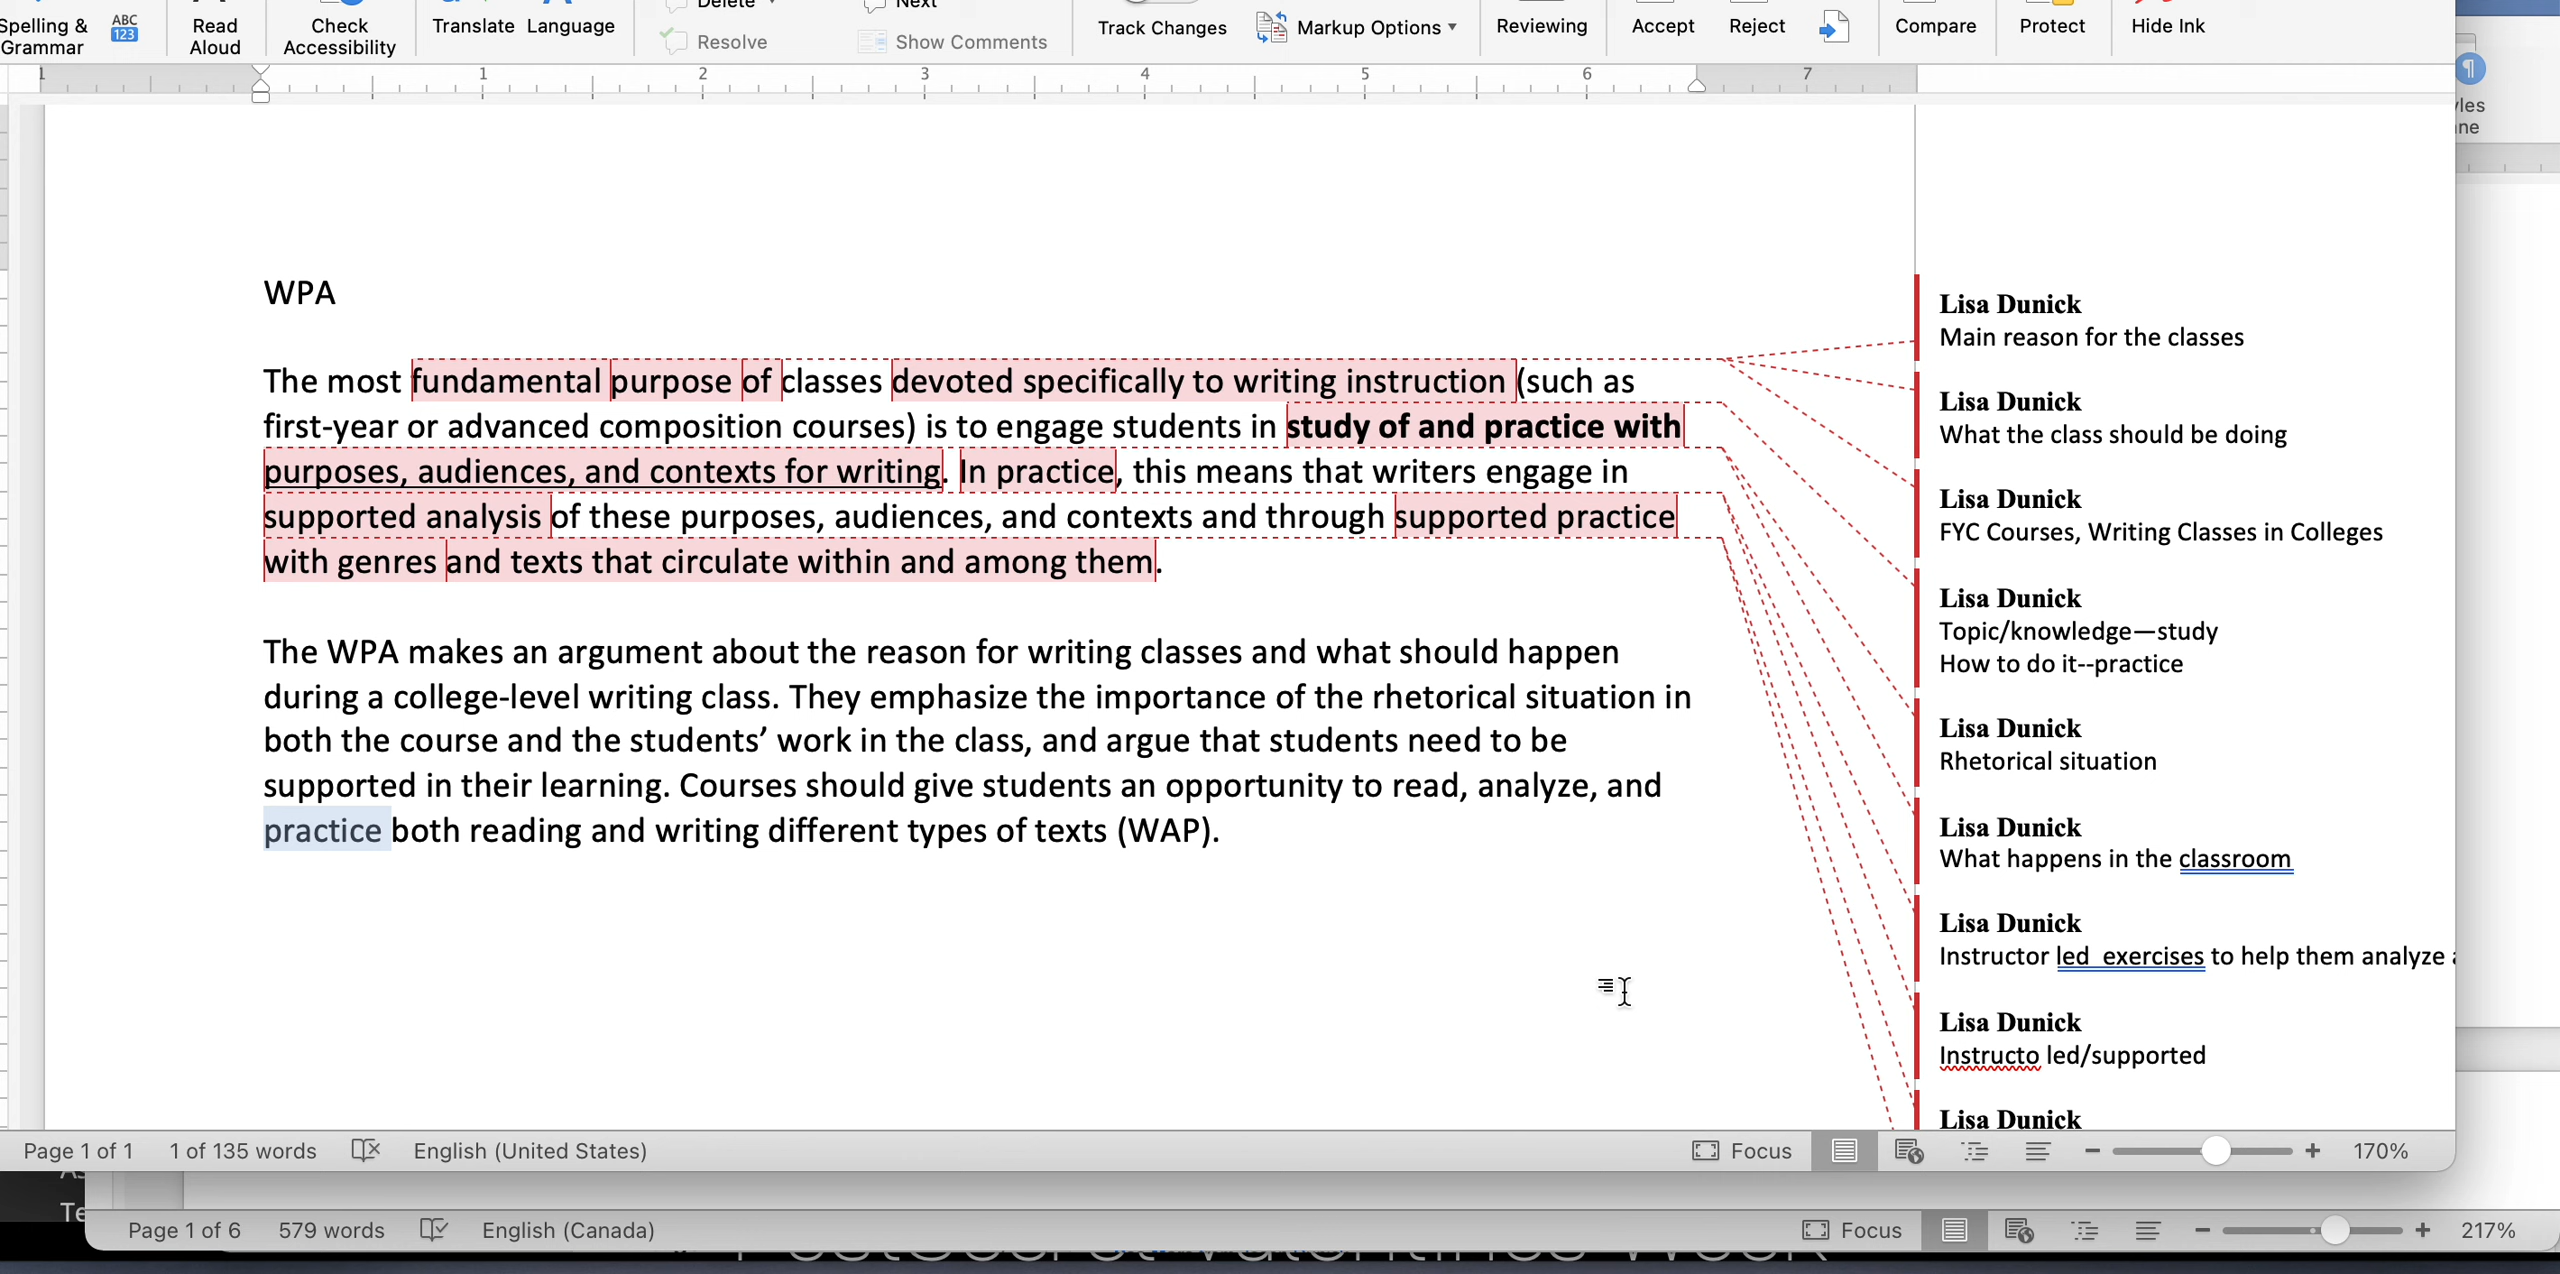 Delete
Next
Spelling &
Grammar
ABC
123
Read
Aloud
Check
Accessibility
Translate
Language
Resolve
Show Comments
Track Changes
Markup Options
Reviewing
Accept
Reject
Compare
Protect
Hide Ink
1
1
2
3
4
5
6
7
WPA
The most fundamental purpose of classes devoted specifically to writing instruction (such as
first-year or advanced composition courses) is to engage students in study of and practice with
purposes, audiences, and contexts for writing. In practice, this means that writers engage in
supported analysis of these purposes, audiences, and contexts and through supported practice
with genres and texts that circulate within and among them.
The WPA makes an argument about the reason for writing classes and what should happen
during a college-level writing class. They emphasize the importance of the rhetorical situation in
both the course and the students’ work in the class, and argue that students need to be
supported in their learning. Courses should give students an opportunity to read, analyze, and
practice both reading and writing different types of texts (WAP).
Lisa Dunick
Main reason for the classes
Lisa Dunick
What the class should be doing
Lisa Dunick
FYC Courses, Writing Classes in Colleges
Lisa Dunick
Topic/knowledge—study
How to do it--practice
Lisa Dunick
Rhetorical situation
Lisa Dunick
What happens in the classroom
Lisa Dunick
Instructor led  exercises to help them analyze
Lisa Dunick
Instructo led/supported
Lisa Dunick
Page 1 of 1
1 of 135 words
English (United States)
Focus
170%
Page 1 of 6
579 words
English (Canada)
Focus
217%